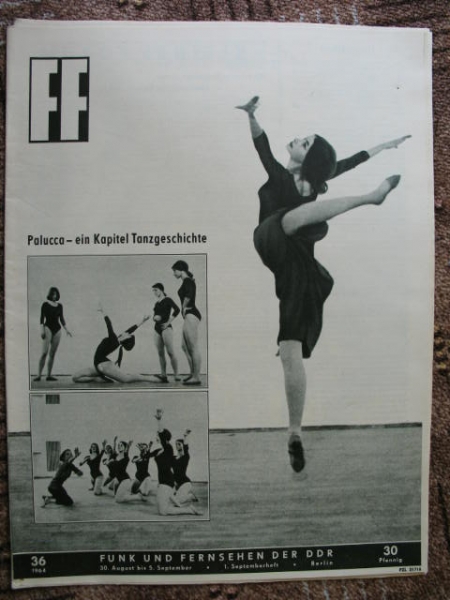 FF
Palucca – ein Kapitel Tanzgeschichte
36
1964
FUNK UND FERNSEHEN DER DDR
30. August bis 5. September • 1. Septemberheft • Berlin
30
Pfennig